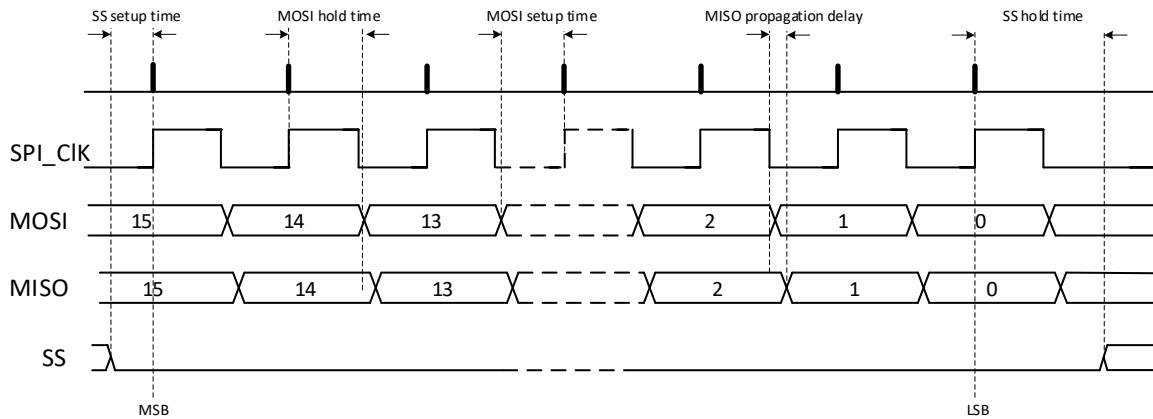 SS setup time MOSI hold time MOSI setup time MISO propagation delay SS hold time
SPI_ClK
MOSI 15 14 13 2 1 0
MISO 15 14 13 2 1 0
SS
MSB LSB